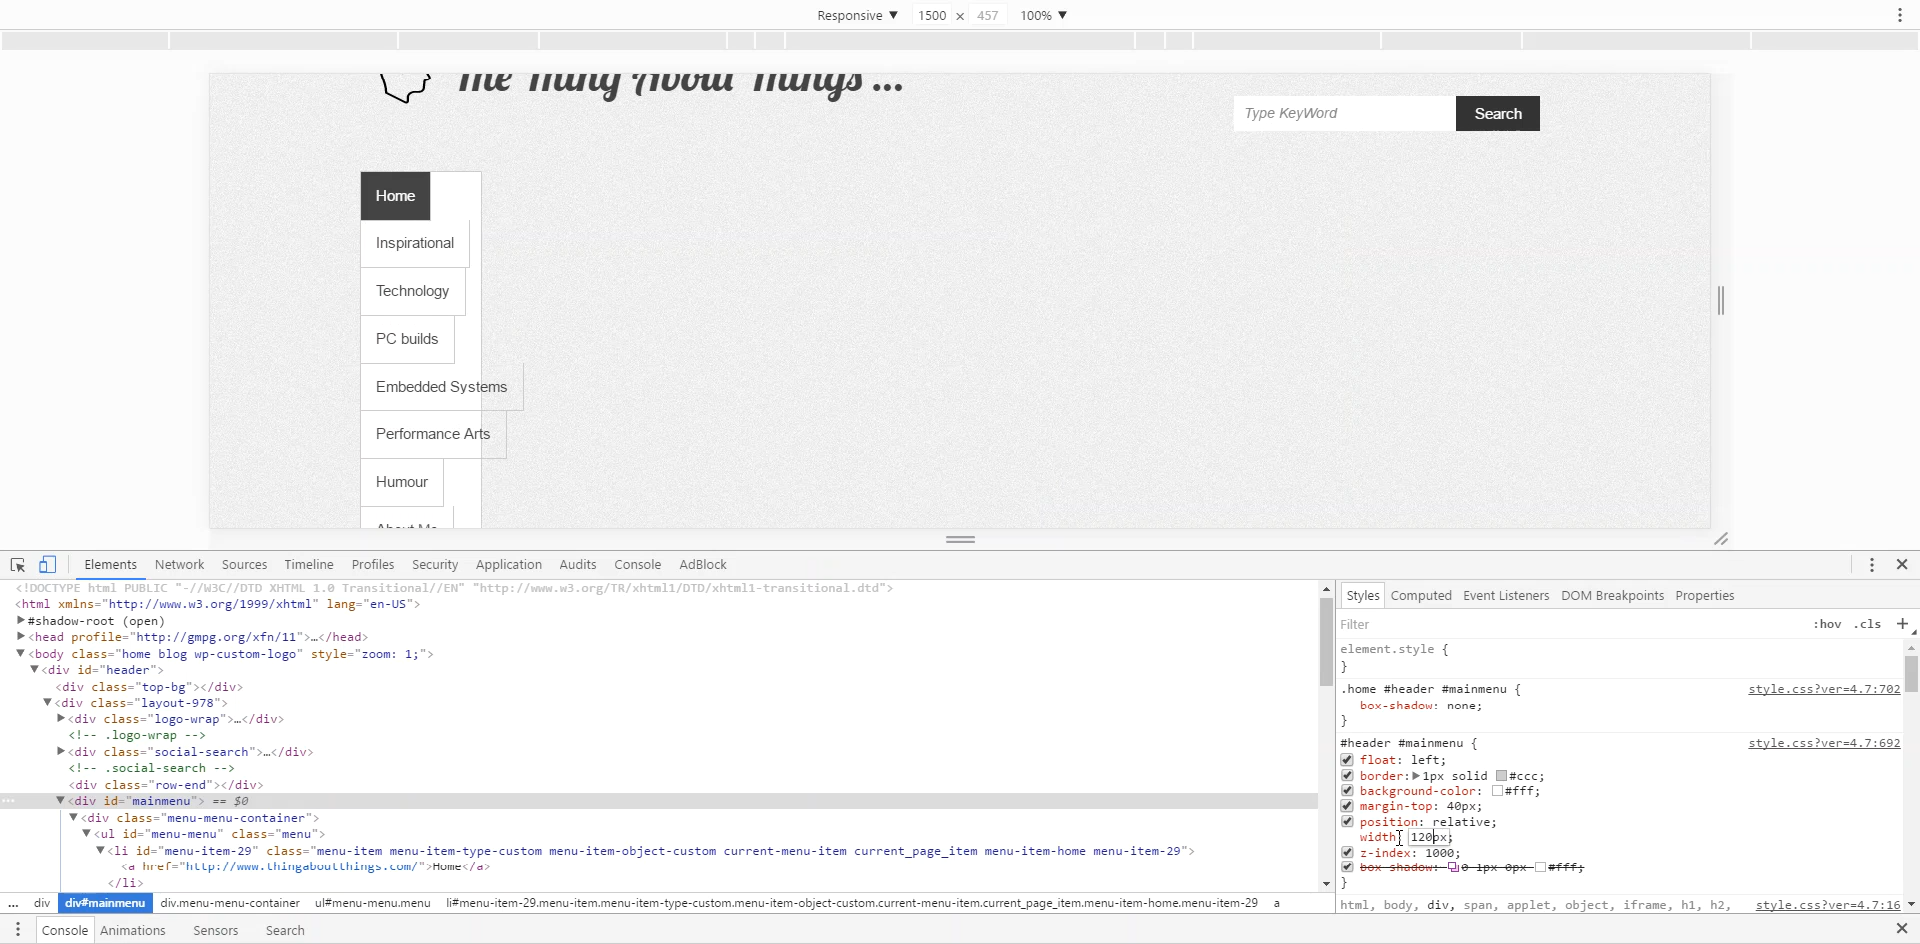 Responsive ▼ 1500 × 457 100% ▼
The Thing About Things ...
Type KeyWord Search
Home
Inspirational
Technology
PC builds
Embedded Systems
Performance Arts
Humour
About Me
Elements Network Sources Timeline Profiles Security Application Audits Console AdBlock
<!DOCTYPE html PUBLIC "-//W3C//DTD XHTML 1.0 Transitional//EN" "http://www.w3.org/TR/xhtml1/DTD/xhtml1-transitional.dtd">
<html xmlns="http://www.w3.org/1999/xhtml" lang="en-US">
▶#shadow-root (open)
▶<head profile="http://gmpg.org/xfn/11">…</head>
▼<body class="home blog wp-custom-logo" style="zoom: 1;">
▼<div id="header">
<div class="top-bg"></div>
▼<div class="layout-978">
▶<div class="logo-wrap">…</div>
<!-- .logo-wrap -->
▶<div class="social-search">…</div>
<!-- .social-search -->
<div class="row-end"></div>
▼<div id="mainmenu"> == $0
▼<div class="menu-menu-container">
▼<ul id="menu-menu" class="menu">
▼<li id="menu-item-29" class="menu-item menu-item-type-custom menu-item-object-custom current-menu-item current_page_item menu-item-home menu-item-29">
<a href="http://www.thingaboutthings.com/">Home</a>
</li>
... div div#mainmenu div.menu-menu-container ul#menu-menu.menu li#menu-item-29.menu-item.menu-item-type-custom.menu-item-object-custom.current-menu-item.current_page_item.menu-item-home.menu-item-29 a
Styles Computed Event Listeners DOM Breakpoints Properties
Filter :hov .cls +
element.style {
}
.home #header #mainmenu { style.css?ver=4.7:702
box-shadow: none;
}
#header #mainmenu { style.css?ver=4.7:692
float: left;
border:▶1px solid #ccc;
background-color: #fff;
margin-top: 40px;
position: relative;
width: 120px;
z-index: 1000;
box-shadow: 0 1px 0px #fff;
}
html, body, div, span, applet, object, iframe, h1, h2, style.css?ver=4.7:16
Console Animations Sensors Search